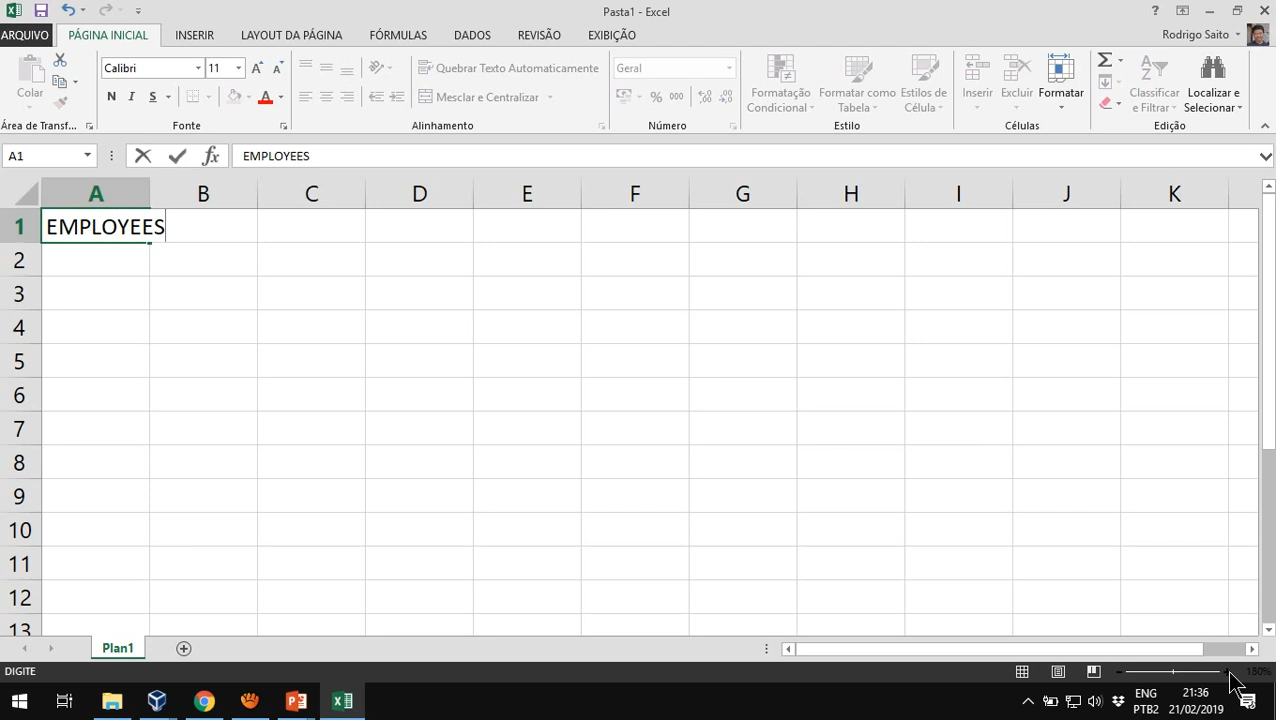 Pasta1 - Excel
ARQUIVO PÁGINA INICIAL INSERIR LAYOUT DA PÁGINA FÓRMULAS DADOS REVISÃO EXIBIÇÃO Rodrigo Saito
Colar
Calibri 11
N I S A
Quebrar Texto Automaticamente
Mesclar e Centralizar
Geral
% 000
Formatação Condicional
Formatar como Tabela
Estilos de Célula
Inserir
Excluir
Formatar
Classificar e Filtrar
Localizar e Selecionar
Área de Transf... Fonte Alinhamento Número Estilo Células Edição
A1 fx EMPLOYEES
A B C D E F G H I J K
1 EMPLOYEES
2
3
4
5
6
7
8
9
10
11
12
13
Plan1
DIGITE 180%
ENG 21:36
PTB2 21/02/2019